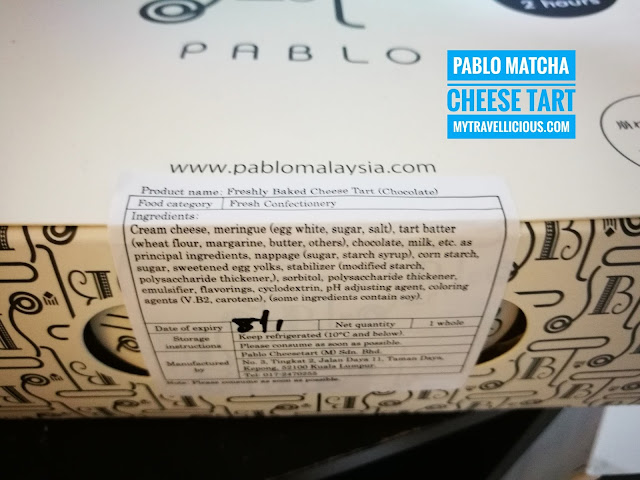 2 hours
PABLO
PABLO MATCHA
CHEESE TART
MYTRAVELLICIOUS.COM
www.pablomalaysia.com
Product name: Freshly Baked Cheese Tart (Chocolate)
Food category Fresh Confectionery
Ingredients:
Cream cheese, meringue (egg white, sugar, salt), tart batter
(wheat flour, margarine, butter, others), chocolate, milk, etc. as
principal ingredients, nappage (sugar, starch syrup), corn starch,
sugar, sweetened egg yolks, stabilizer (modified starch,
polysaccharide thickener,), sorbitol, polysaccharide thickener,
emulsifier, flavorings, cyclodextrin, pH adjusting agent, coloring
agents (V.B2, carotene), (some ingredients contain soy).
Date of expiry 8/1 Net quantity 1 whole
Storage instructions Keep refrigerated (10°C and below).
Please consume as soon as possible.
Manufactured by Pablo Cheesetart (M) Sdn. Bhd.
No. 3, Tingkat 2, Jalan Daya 11, Taman Daya,
Kepong, 52100 Kuala Lumpur.
Note: Please consume as soon as possible.